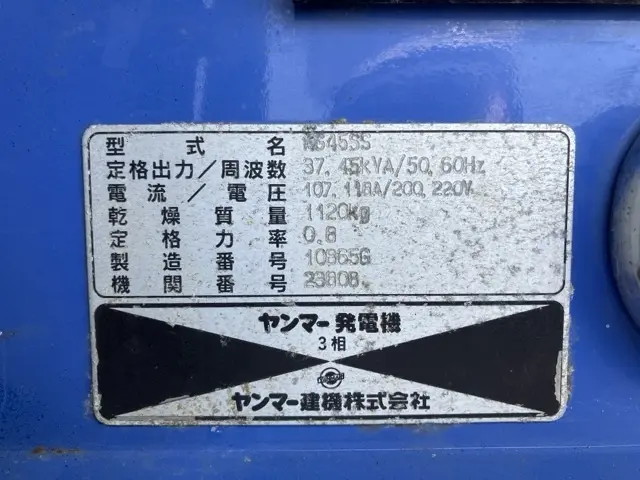 型式名 AG45SS
定格出力/周波数 37, 45kVA/50, 60Hz
電流/電圧 107, 118A/200, 220V
乾燥質量 1120kg
定格力率 0.8
製造番号 10865G
機関番号 23808
ヤンマー発電機
3相
ヤンマー建機株式会社